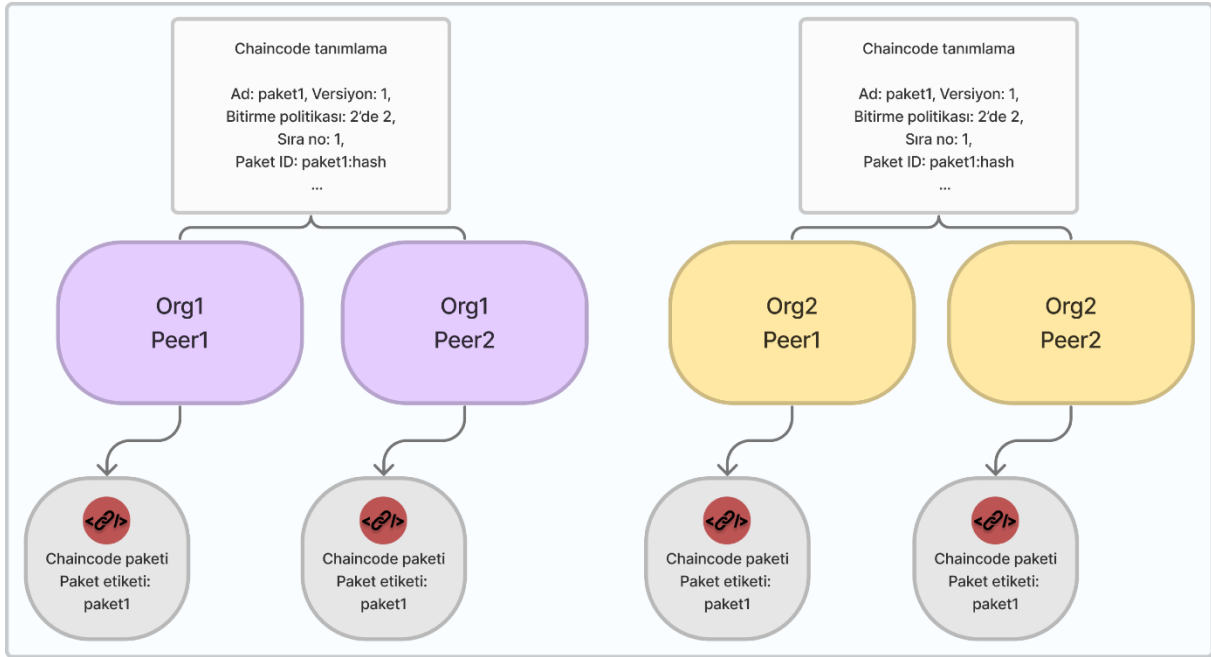 Chaincode tanımlama
Ad: paket1, Versiyon: 1,
Bitirme politikası: 2'de 2,
Sıra no: 1,
Paket ID: paket1:hash
...
Chaincode tanımlama
Ad: paket1, Versiyon: 1,
Bitirme politikası: 2'de 2,
Sıra no: 1,
Paket ID: paket1:hash
...
Org1
Peer1
Org1
Peer2
Org2
Peer1
Org2
Peer2
Chaincode paketi
Paket etiketi:
paket1
Chaincode paketi
Paket etiketi:
paket1
Chaincode paketi
Paket etiketi:
paket1
Chaincode paketi
Paket etiketi:
paket1